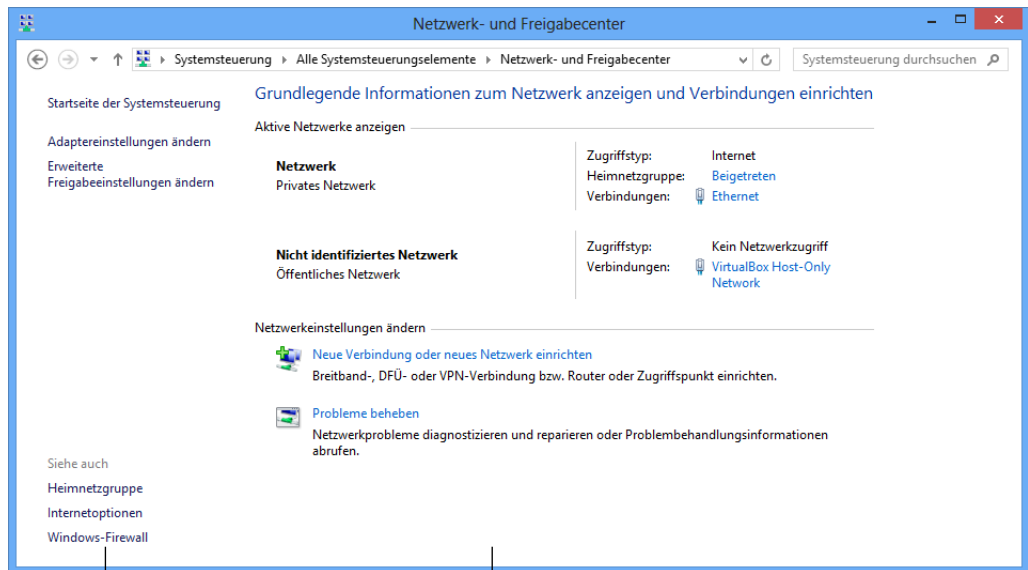 Netzwerk- und Freigabecenter
Systemsteuerung Alle Systemsteuerungselemente Netzwerk- und Freigabecenter
Systemsteuerung durchsuchen
Startseite der Systemsteuerung
Adaptereinstellungen ändern
Erweiterte
Freigabeeinstellungen ändern
Grundlegende Informationen zum Netzwerk anzeigen und Verbindungen einrichten
Aktive Netzwerke anzeigen
Netzwerk
Privates Netzwerk
Zugriffstyp: Internet
Heimnetzgruppe: Beigetreten
Verbindungen: Ethernet
Nicht identifiziertes Netzwerk
Öffentliches Netzwerk
Zugriffstyp: Kein Netzwerkzugriff
Verbindungen: VirtualBox Host-Only
Network
Netzwerkeinstellungen ändern
Neue Verbindung oder neues Netzwerk einrichten
Breitband-, DFÜ- oder VPN-Verbindung bzw. Router oder Zugriffspunkt einrichten.
Probleme beheben
Netzwerkprobleme diagnostizieren und reparieren oder Problembehandlungsinformationen
abrufen.
Siehe auch
Heimnetzgruppe
Internetoptionen
Windows-Firewall